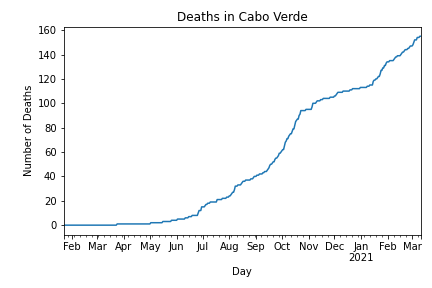 Deaths in Cabo Verde
160
140
120
100
80
60
40
20
0
Number of Deaths
Feb Mar Apr May Jun Jul Aug Sep Oct Nov Dec Jan Feb Mar
2021
Day